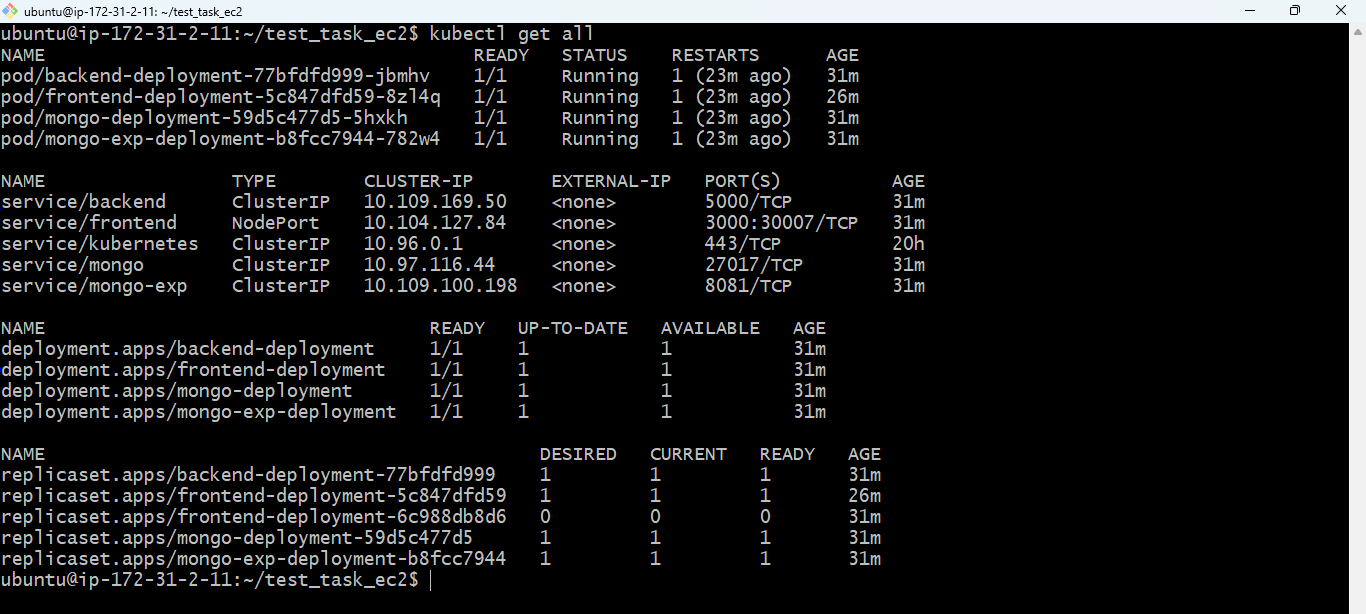 ubuntu@ip-172-31-2-11: ~/test_task_ec2
ubuntu@ip-172-31-2-11:~/test_task_ec2$ kubectl get all
NAME READY STATUS RESTARTS AGE
pod/backend-deployment-77bfdfd999-jbmhv 1/1 Running 1 (23m ago) 31m
pod/frontend-deployment-5c847dfd59-8zl4q 1/1 Running 1 (23m ago) 26m
pod/mongo-deployment-59d5c477d5-5hxkh 1/1 Running 1 (23m ago) 31m
pod/mongo-exp-deployment-b8fcc7944-782w4 1/1 Running 1 (23m ago) 31m
NAME TYPE CLUSTER-IP EXTERNAL-IP PORT(S) AGE
service/backend ClusterIP 10.109.169.50 <none> 5000/TCP 31m
service/frontend NodePort 10.104.127.84 <none> 3000:30007/TCP 31m
service/kubernetes ClusterIP 10.96.0.1 <none> 443/TCP 20h
service/mongo ClusterIP 10.97.116.44 <none> 27017/TCP 31m
service/mongo-exp ClusterIP 10.109.100.198 <none> 8081/TCP 31m
NAME READY UP-TO-DATE AVAILABLE AGE
deployment.apps/backend-deployment 1/1 1 1 31m
deployment.apps/frontend-deployment 1/1 1 1 31m
deployment.apps/mongo-deployment 1/1 1 1 31m
deployment.apps/mongo-exp-deployment 1/1 1 1 31m
NAME DESIRED CURRENT READY AGE
replicaset.apps/backend-deployment-77bfdfd999 1 1 1 31m
replicaset.apps/frontend-deployment-5c847dfd59 1 1 1 26m
replicaset.apps/frontend-deployment-6c988db8d6 0 0 0 31m
replicaset.apps/mongo-deployment-59d5c477d5 1 1 1 31m
replicaset.apps/mongo-exp-deployment-b8fcc7944 1 1 1 31m
ubuntu@ip-172-31-2-11:~/test_task_ec2$